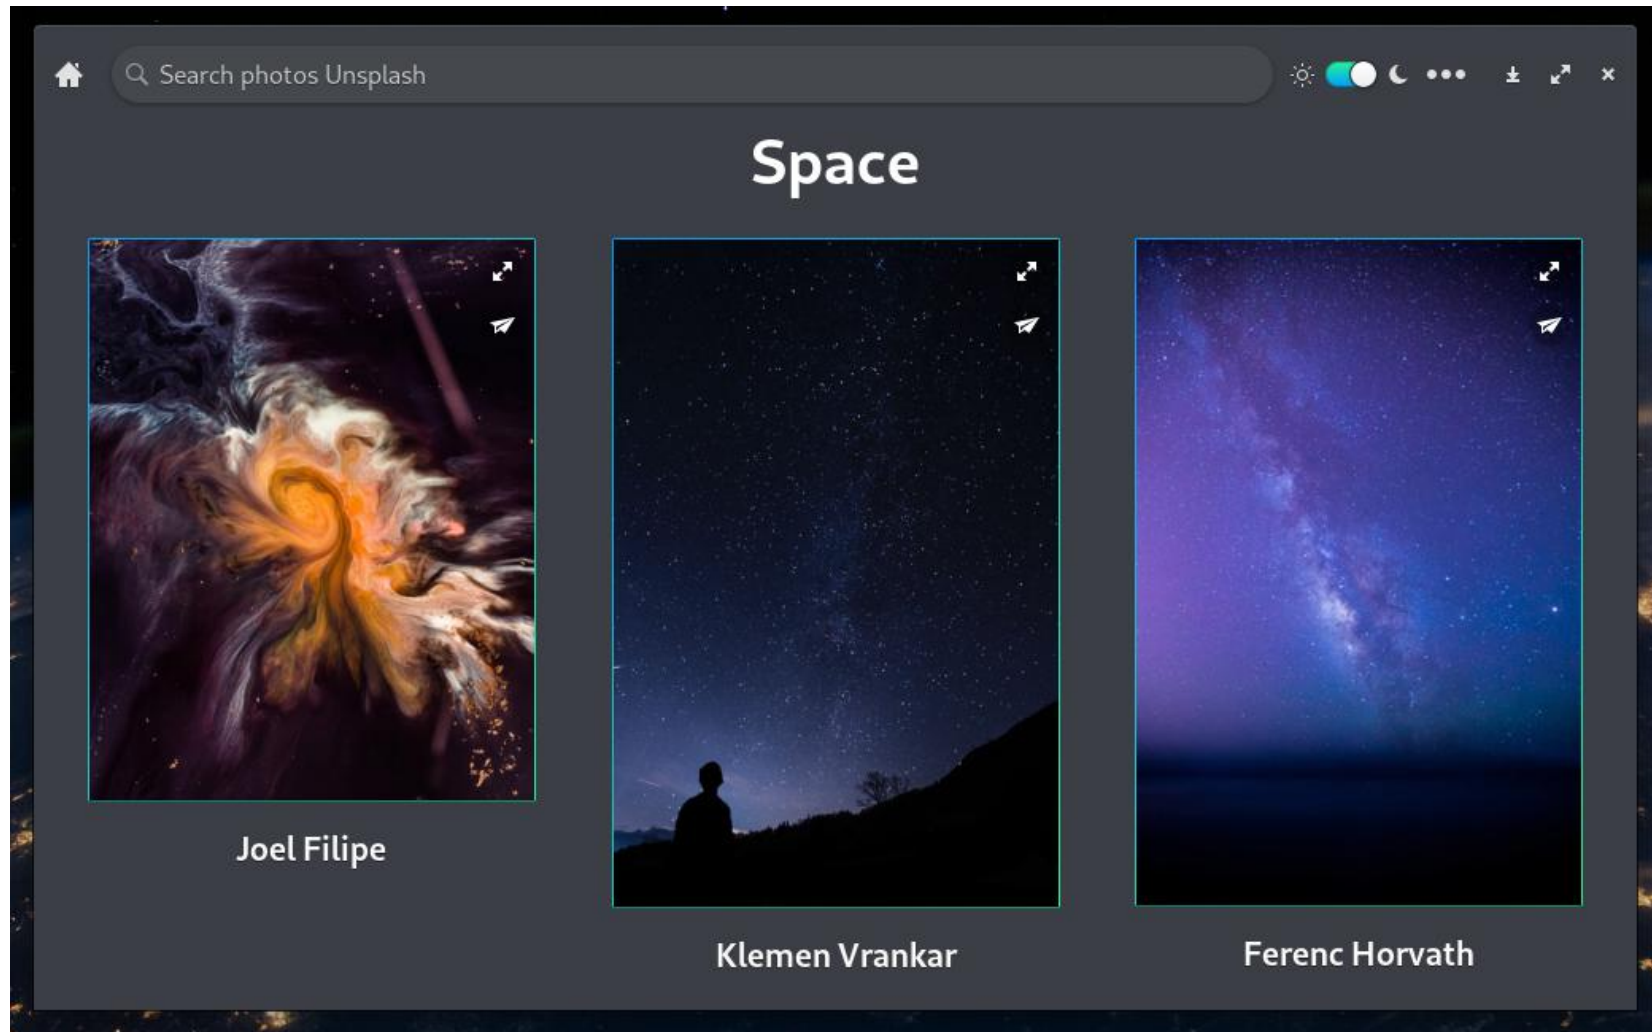 Search photos Unsplash
Space
Joel Filipe
Klemen Vrankar
Ferenc Horvath